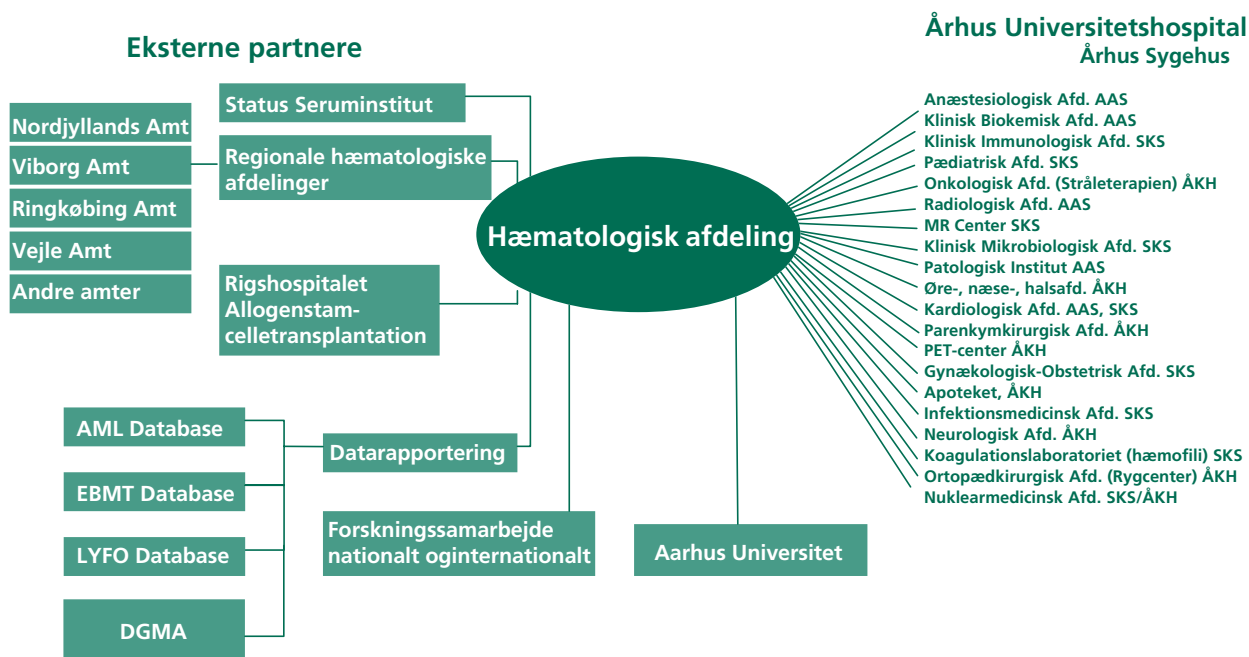 Eksterne partnere
Århus Universitetshospital
Århus Sygehus
Nordjyllands Amt
Viborg Amt
Ringkøbing Amt
Vejle Amt
Andre amter
Status Seruminstitut
Regionale hæmatologiske
afdelinger
Rigshospitalet
Allogenstam-
celletransplantation
Hæmatologisk afdeling
Anæstesiologisk Afd. AAS
Klinisk Biokemisk Afd. AAS
Klinisk Immunologisk Afd. SKS
Pædiatrisk Afd. SKS
Onkologisk Afd. (Stråleterapien) ÅKH
Radiologisk Afd. AAS
MR Center SKS
Klinisk Mikrobiologisk Afd. SKS
Patologisk Institut AAS
Øre-, næse-, halsafd. ÅKH
Kardiologisk Afd. AAS, SKS
Parenkymkirurgisk Afd. ÅKH
PET-center ÅKH
Gynækologisk-Obstetrisk Afd. SKS
Apoteket, ÅKH
Infektionsmedicinsk Afd. SKS
Neurologisk Afd. ÅKH
Koagulationslaboratoriet (hæmofili) SKS
Ortopædkirurgisk Afd. (Rygcenter) ÅKH
Nuklearmedicinsk Afd. SKS/ÅKH
AML Database
EBMT Database
LYFO Database
DGMA
Datarapportering
Forskningssamarbejde
nationalt oginternationalt
Aarhus Universitet